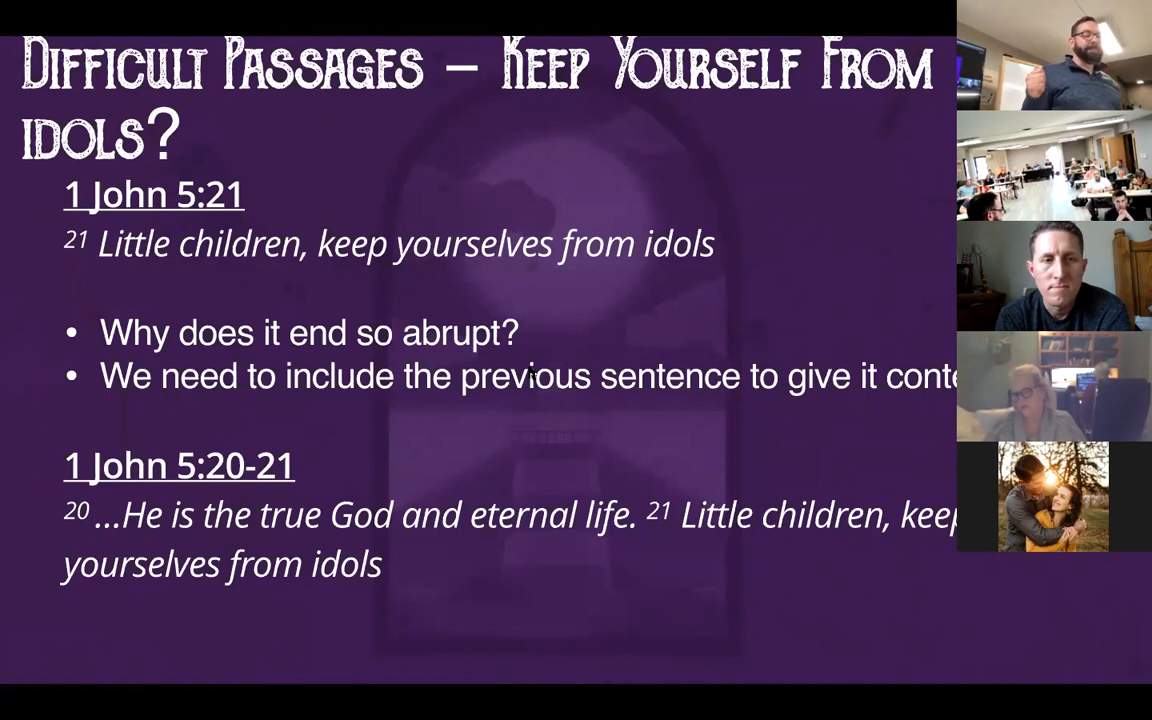 Difficult Passages – Keep Yourself From
idols?
1 John 5:21
21 Little children, keep yourselves from idols
• Why does it end so abrupt?
• We need to include the previous sentence to give it
1 John 5:20-21
20 ...He is the true God and eternal life. 21 Little children, keep
yourselves from idols